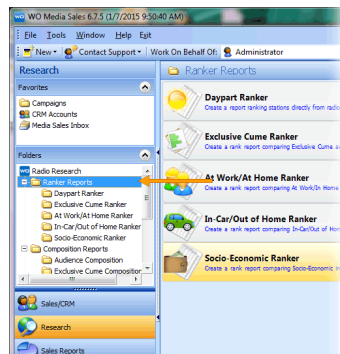 WO Media Sales 6.7.5 (1/7/2015 9:50:40 AM)
File Tools Window Help Exit
New Contact Support Work On Behalf Of: Administrator
Research
Ranker Reports
Favorites
Campaigns
CRM Accounts
Media Sales Inbox
Folders
WO Radio Research
Ranker Reports
Daypart Ranker
Exclusive Cume Ranker
At Work/At Home Ranker
In-Car/Out of Home Ranker
Socio-Economic Ranker
Composition Reports
Audience Composition
Exclusive Cume Composition
Sales/CRM
Research
Sales Reports
Daypart Ranker
Create a report ranking stations directly from radio
Exclusive Cume Ranker
Create a rank report comparing Exclusive Cume
At Work/At Home Ranker
Create a rank report comparing At Work/In Home
In-Car/Out of Home Ranker
Create a rank report comparing In-Car/Out of Hom
Socio-Economic Ranker
Create a rank report comparing Socio-Economic